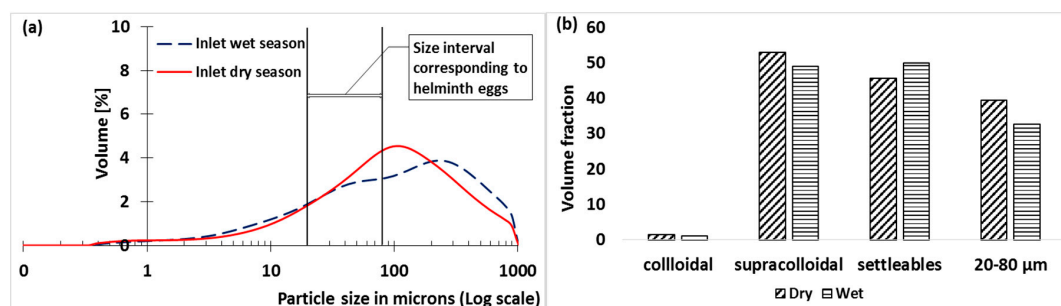 (a)
10
8
6
4
2
0
Volume [%]
Inlet wet season
Inlet dry season
Size interval
corresponding to
helminth eggs
0 1 10 100 1000
Particle size in microns (Log scale)
(b)
60
50
40
30
20
10
0
Volume fraction
collloidal supracolloidal settleables 20-80 µm
Dry Wet